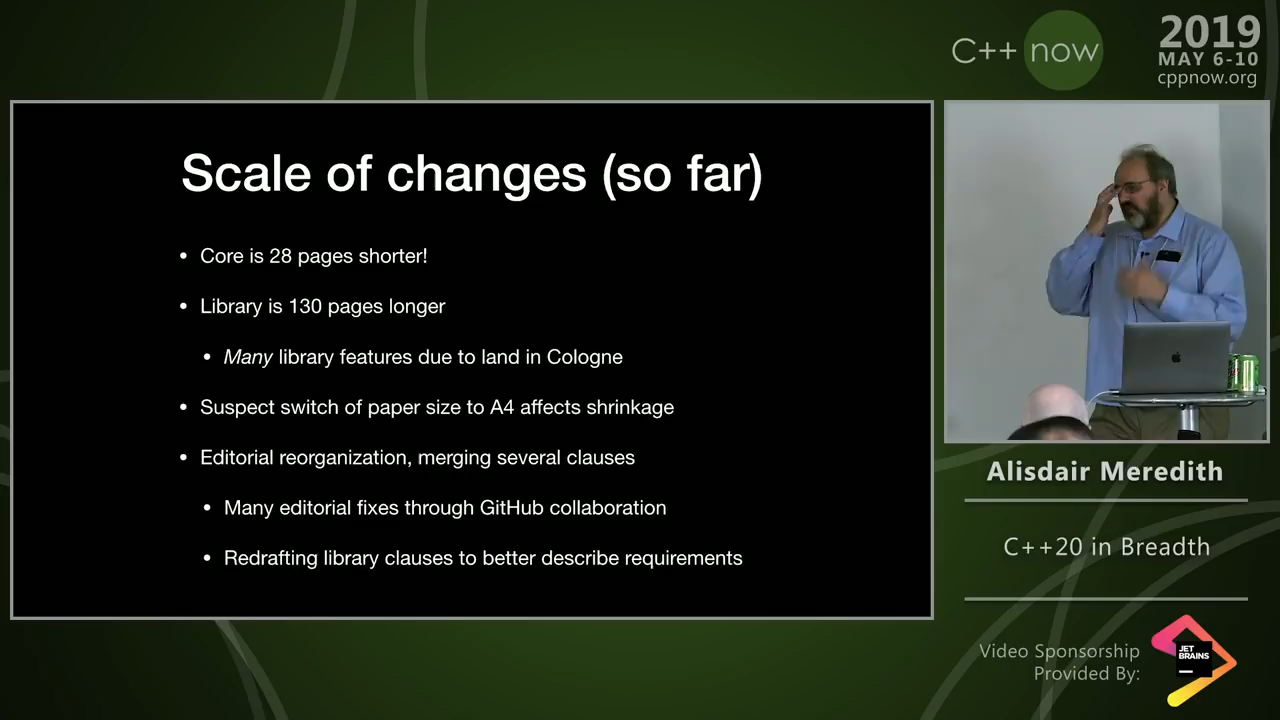 C++ now
2019
MAY 6-10
cppnow.org
Scale of changes (so far)
• Core is 28 pages shorter!
• Library is 130 pages longer
• Many library features due to land in Cologne
• Suspect switch of paper size to A4 affects shrinkage
• Editorial reorganization, merging several clauses
• Many editorial fixes through GitHub collaboration
• Redrafting library clauses to better describe requirements
Alisdair Meredith
C++20 in Breadth
Video Sponsorship
Provided By:
JET
BRAINS